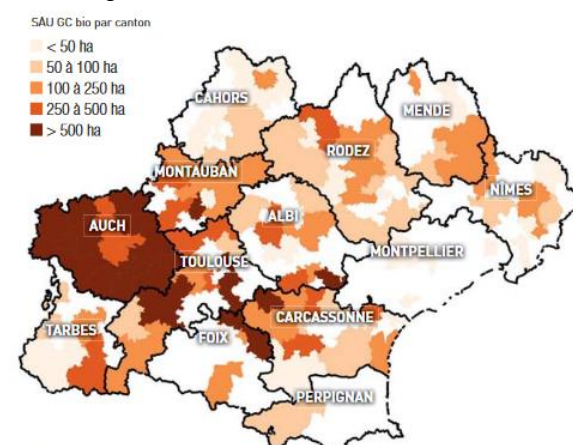 SAU GC bio par canton
< 50 ha
50 à 100 ha
100 à 250 ha
250 à 500 ha
> 500 ha
CAHORS
MENDE
RODEZ
MONTAUBAN
NÎMES
ALBI
AUCH
MONTPELLIER
TOULOUSE
CARCASSONNE
TARBES
FOIX
PERPIGNAN